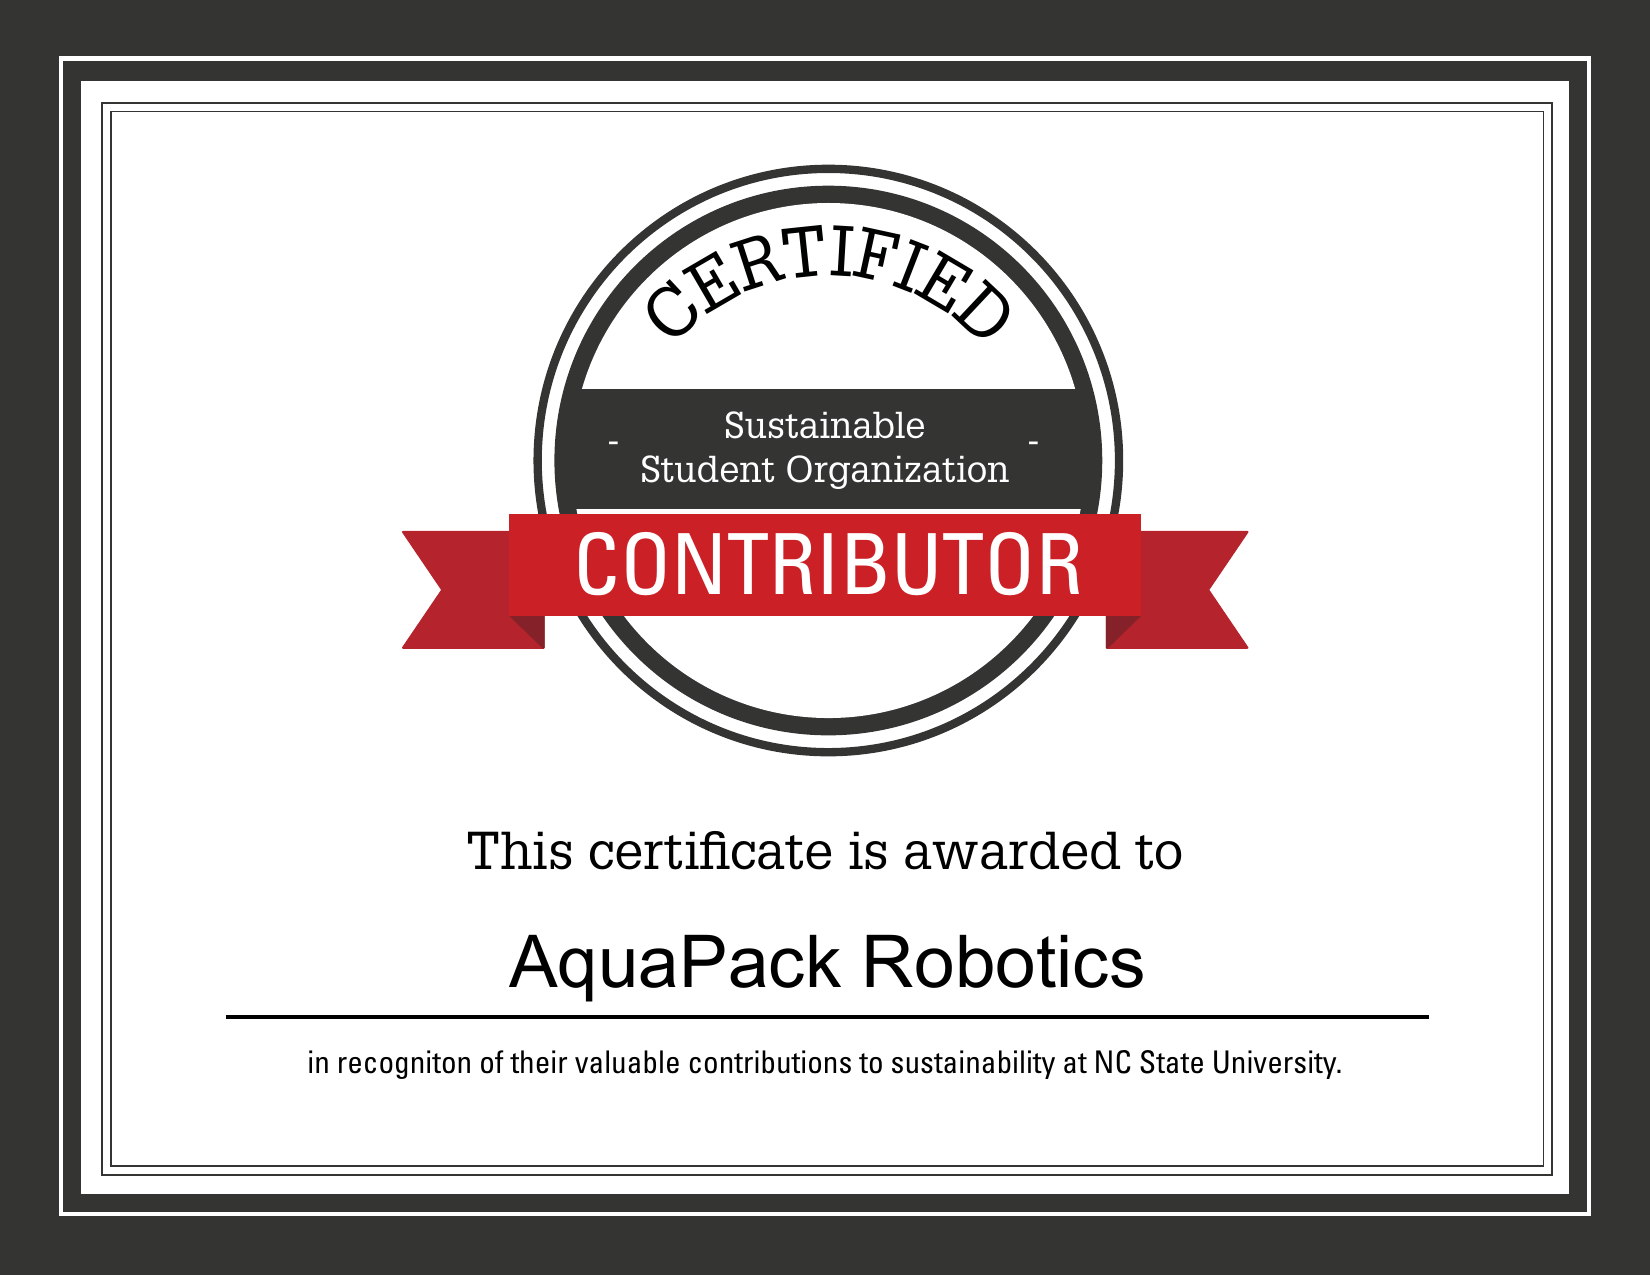 CERTIFIED
- Sustainable -
Student Organization
CONTRIBUTOR
This certificate is awarded to
AquaPack Robotics
in recogniton of their valuable contributions to sustainability at NC State University.